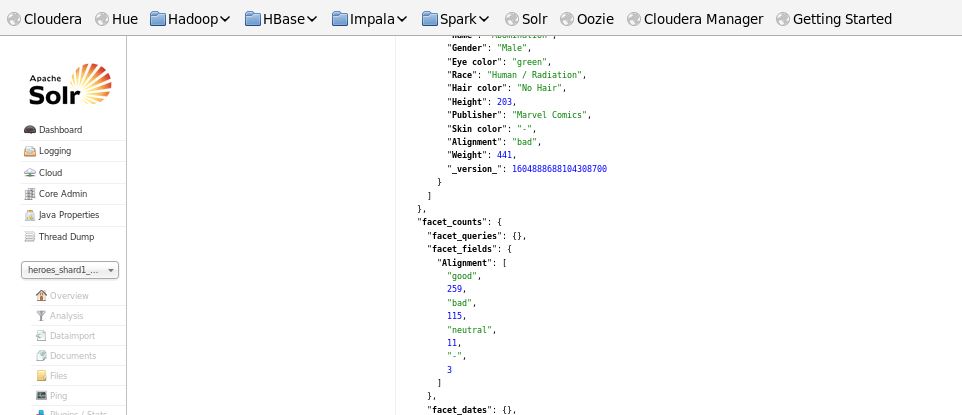 Cloudera Hue Hadoop HBase Impala Spark Solr Oozie Cloudera Manager Getting Started
Apache
Solr
Dashboard
Logging
Cloud
Core Admin
Java Properties
Thread Dump
heroes_shard1_...
Overview
Analysis
Dataimport
Documents
Files
Ping
Plugins / Stats
"Name": "Abomination",
"Gender": "Male",
"Eye color": "green",
"Race": "Human / Radiation",
"Hair color": "No Hair",
"Height": 203,
"Publisher": "Marvel Comics",
"Skin color": "-",
"Alignment": "bad",
"Weight": 441,
"_version_": 1604888688104308700
}
]
},
"facet_counts": {
"facet_queries": {},
"facet_fields": {
"Alignment": [
"good",
259,
"bad",
115,
"neutral",
11,
"-",
3
]
},
"facet_dates": {},